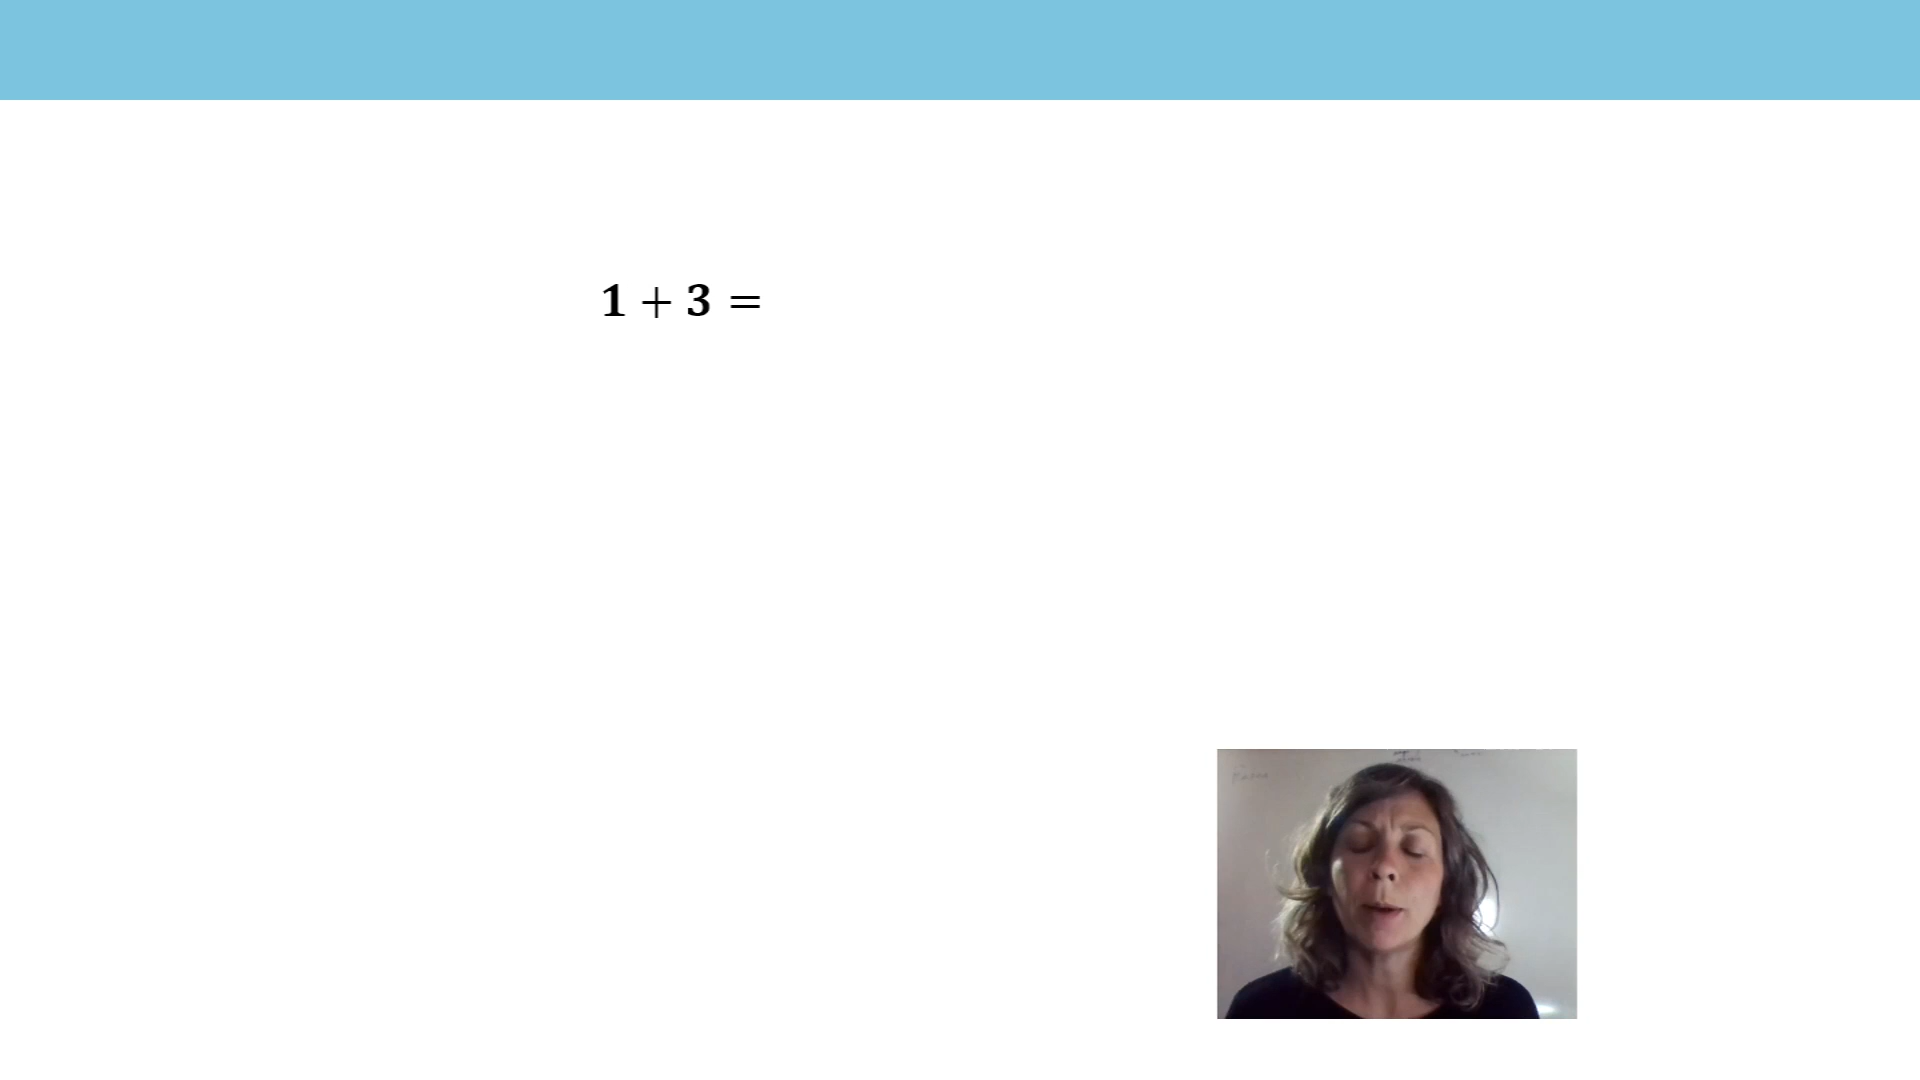 1 + 3 =